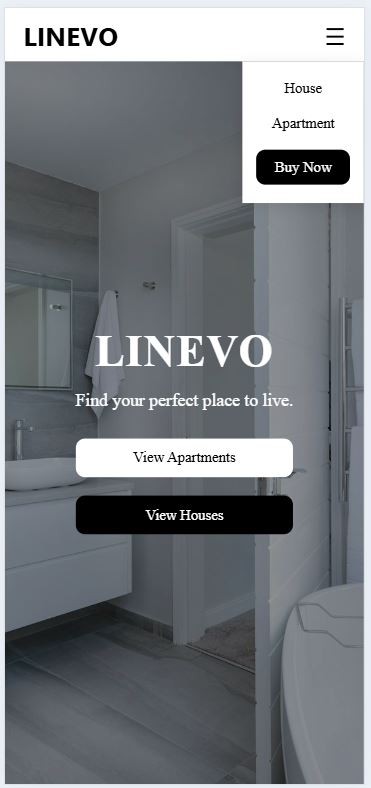 LINEVO
House
Apartment
Buy Now
LINEVO
Find your perfect place to live.
View Apartments
View Houses